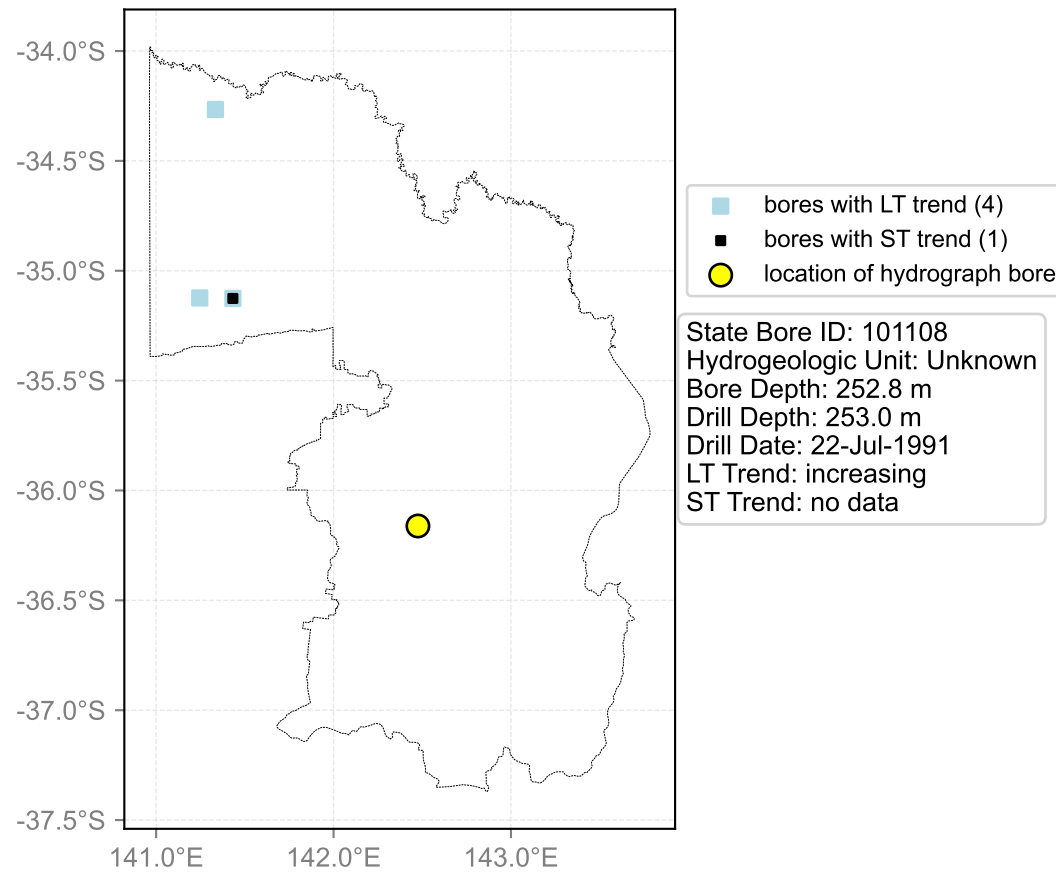 -34.0°S
-34.5°S
-35.0°S
-35.5°S
-36.0°S
-36.5°S
-37.0°S
-37.5°S
141.0°E 142.0°E 143.0°E
bores with LT trend (4)
bores with ST trend (1)
location of hydrograph bore
State Bore ID: 101108
Hydrogeologic Unit: Unknown
Bore Depth: 252.8 m
Drill Depth: 253.0 m
Drill Date: 22-Jul-1991
LT Trend: increasing
ST Trend: no data